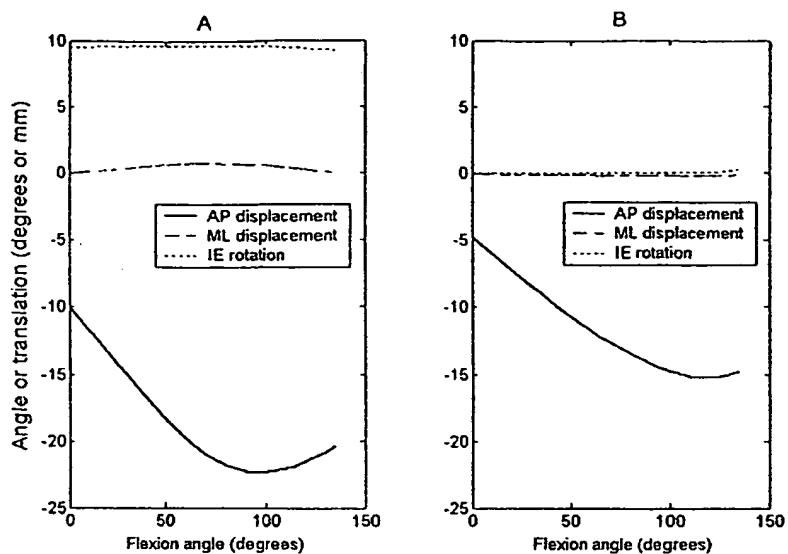 A
Angle or translation (degrees or mm)
10
5
0
-5
-10
-15
-20
-25
AP displacement
ML displacement
IE rotation
0
50
100
150
Flexion angle (degrees)
B
10
5
0
-5
-10
-15
-20
-25
AP displacement
ML displacement
IE rotation
0
50
100
150
Flexion angle (degrees)